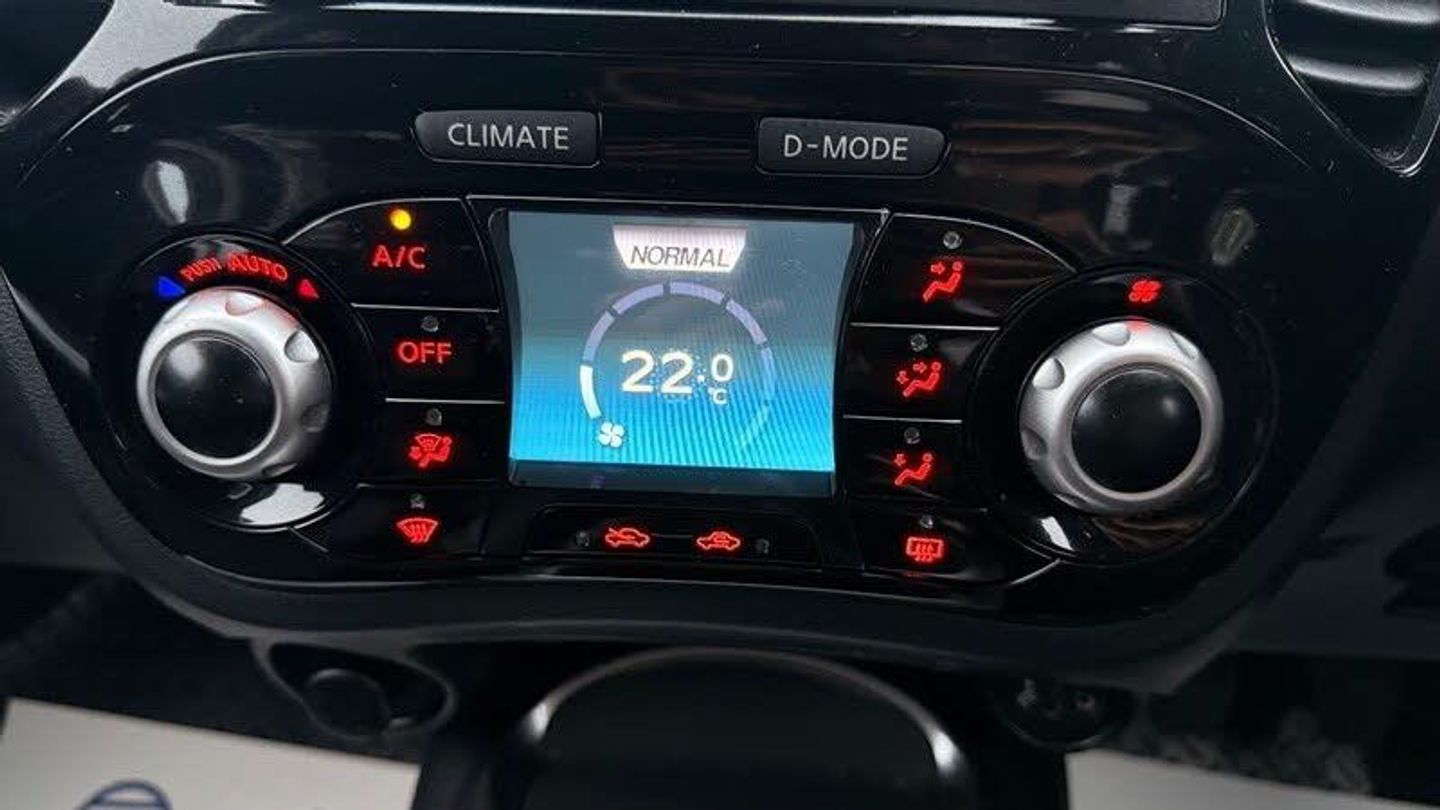 CLIMATE
D-MODE
PUSH AUTO
A/C
OFF
NORMAL
22.0
°C